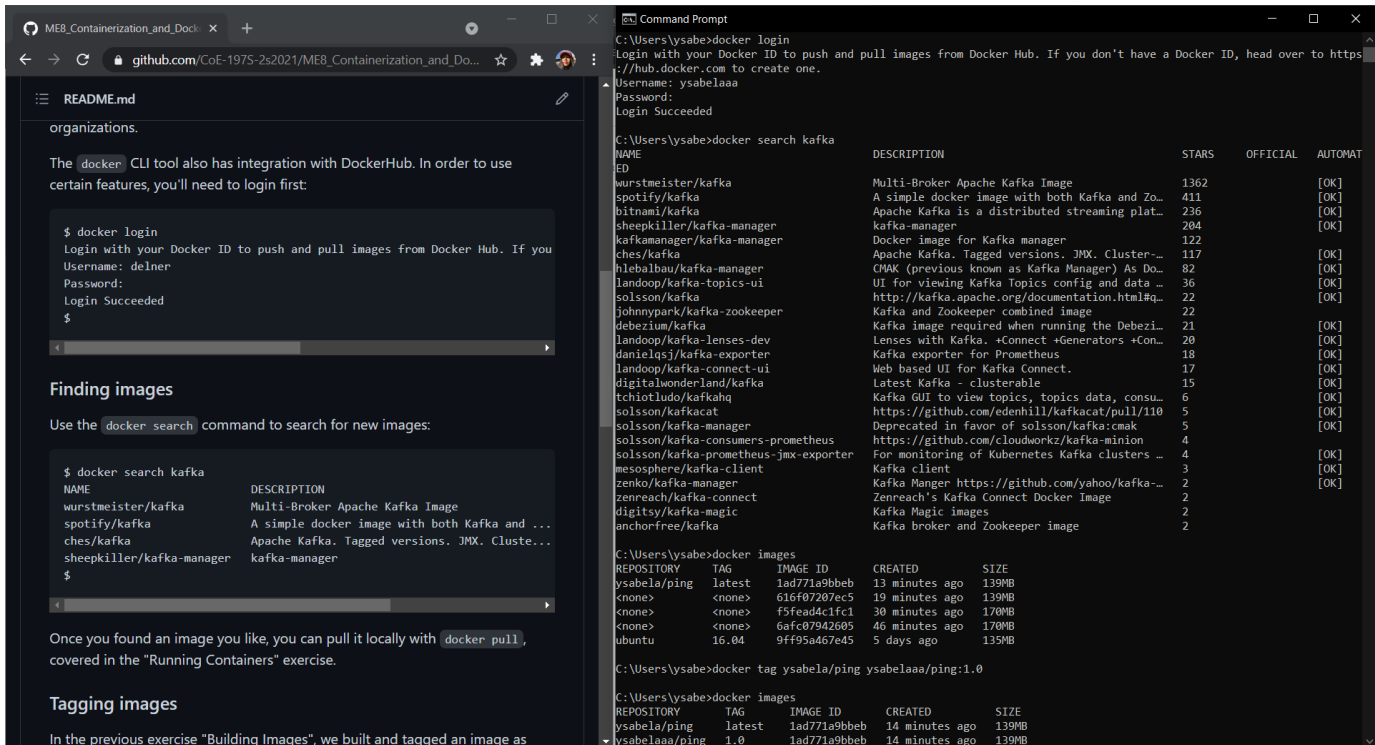 ME8_Containerization_and_Dock
github.com/CoE-197S-2s2021/ME8_Containerization_and_Do...
README.md
organizations.
The docker CLI tool also has integration with DockerHub. In order to use
certain features, you'll need to login first:
$ docker login
Login with your Docker ID to push and pull images from Docker Hub. If you
Username: delner
Password:
Login Succeeded
$
Finding images
Use the docker search command to search for new images:
$ docker search kafka
NAME DESCRIPTION
wurstmeister/kafka Multi-Broker Apache Kafka Image
spotify/kafka A simple docker image with both Kafka and ...
ches/kafka Apache Kafka. Tagged versions. JMX. Cluste...
sheepkiller/kafka-manager kafka-manager
$
Once you found an image you like, you can pull it locally with docker pull,
covered in the "Running Containers" exercise.
Tagging images
In the previous exercise "Building Images", we built and tagged an image as
Command Prompt
C:\Users\ysabe>docker login
Login with your Docker ID to push and pull images from Docker Hub. If you don't have a Docker ID, head over to https
://hub.docker.com to create one.
Username: ysabelaaa
Password:
Login Succeeded
C:\Users\ysabe>docker search kafka
NAME DESCRIPTION STARS OFFICIAL AUTOMAT
ED
wurstmeister/kafka Multi-Broker Apache Kafka Image 1362 [OK]
spotify/kafka A simple docker image with both Kafka and Zo… 411 [OK]
bitnami/kafka Apache Kafka is a distributed streaming plat… 236 [OK]
sheepkiller/kafka-manager kafka-manager 204 [OK]
kafkamanager/kafka-manager Docker image for Kafka manager 122
ches/kafka Apache Kafka. Tagged versions. JMX. Cluster-… 117 [OK]
hlebalbau/kafka-manager CMAK (previous known as Kafka Manager) As Do… 82 [OK]
landoop/kafka-topics-ui UI for viewing Kafka Topics config and data … 36 [OK]
solsson/kafka http://kafka.apache.org/documentation.html#q… 22 [OK]
johnnypark/kafka-zookeeper Kafka and Zookeeper combined image 22
debezium/kafka Kafka image required when running the Debezi… 21 [OK]
landoop/kafka-lenses-dev Lenses with Kafka. +Connect +Generators +Con… 20 [OK]
danielqsj/kafka-exporter Kafka exporter for Prometheus 18 [OK]
landoop/kafka-connect-ui Web based UI for Kafka Connect. 17 [OK]
digitalwonderland/kafka Latest Kafka - clusterable 15 [OK]
tchiotludo/kafkahq Kafka GUI to view topics, topics data, consu… 6 [OK]
solsson/kafkacat https://github.com/edenhill/kafkacat/pull/110 5 [OK]
solsson/kafka-manager Deprecated in favor of solsson/kafka:cmak 5 [OK]
solsson/kafka-consumers-prometheus https://github.com/cloudworkz/kafka-minion 4
solsson/kafka-prometheus-jmx-exporter For monitoring of Kubernetes Kafka clusters … 4 [OK]
mesosphere/kafka-client Kafka client 3 [OK]
zenko/kafka-manager Kafka Manger https://github.com/yahoo/kafka-… 2 [OK]
zenreach/kafka-connect Zenreach's Kafka Connect Docker Image 2
digitsy/kafka-magic Kafka Magic images 2
anchorfree/kafka Kafka broker and Zookeeper image 2
C:\Users\ysabe>docker images
REPOSITORY TAG IMAGE ID CREATED SIZE
ysabela/ping latest 1ad771a9bbeb 13 minutes ago 139MB
<none> <none> 616f07207ec5 19 minutes ago 139MB
<none> <none> f5fead4c1fc1 30 minutes ago 170MB
<none> <none> 6afc07942605 46 minutes ago 170MB
ubuntu 16.04 9ff95a467e45 5 days ago 135MB
C:\Users\ysabe>docker tag ysabela/ping ysabelaaa/ping:1.0
C:\Users\ysabe>docker images
REPOSITORY TAG IMAGE ID CREATED SIZE
ysabela/ping latest 1ad771a9bbeb 14 minutes ago 139MB
ysabelaaa/ping 1.0 1ad771a9bbeb 14 minutes ago 139MB